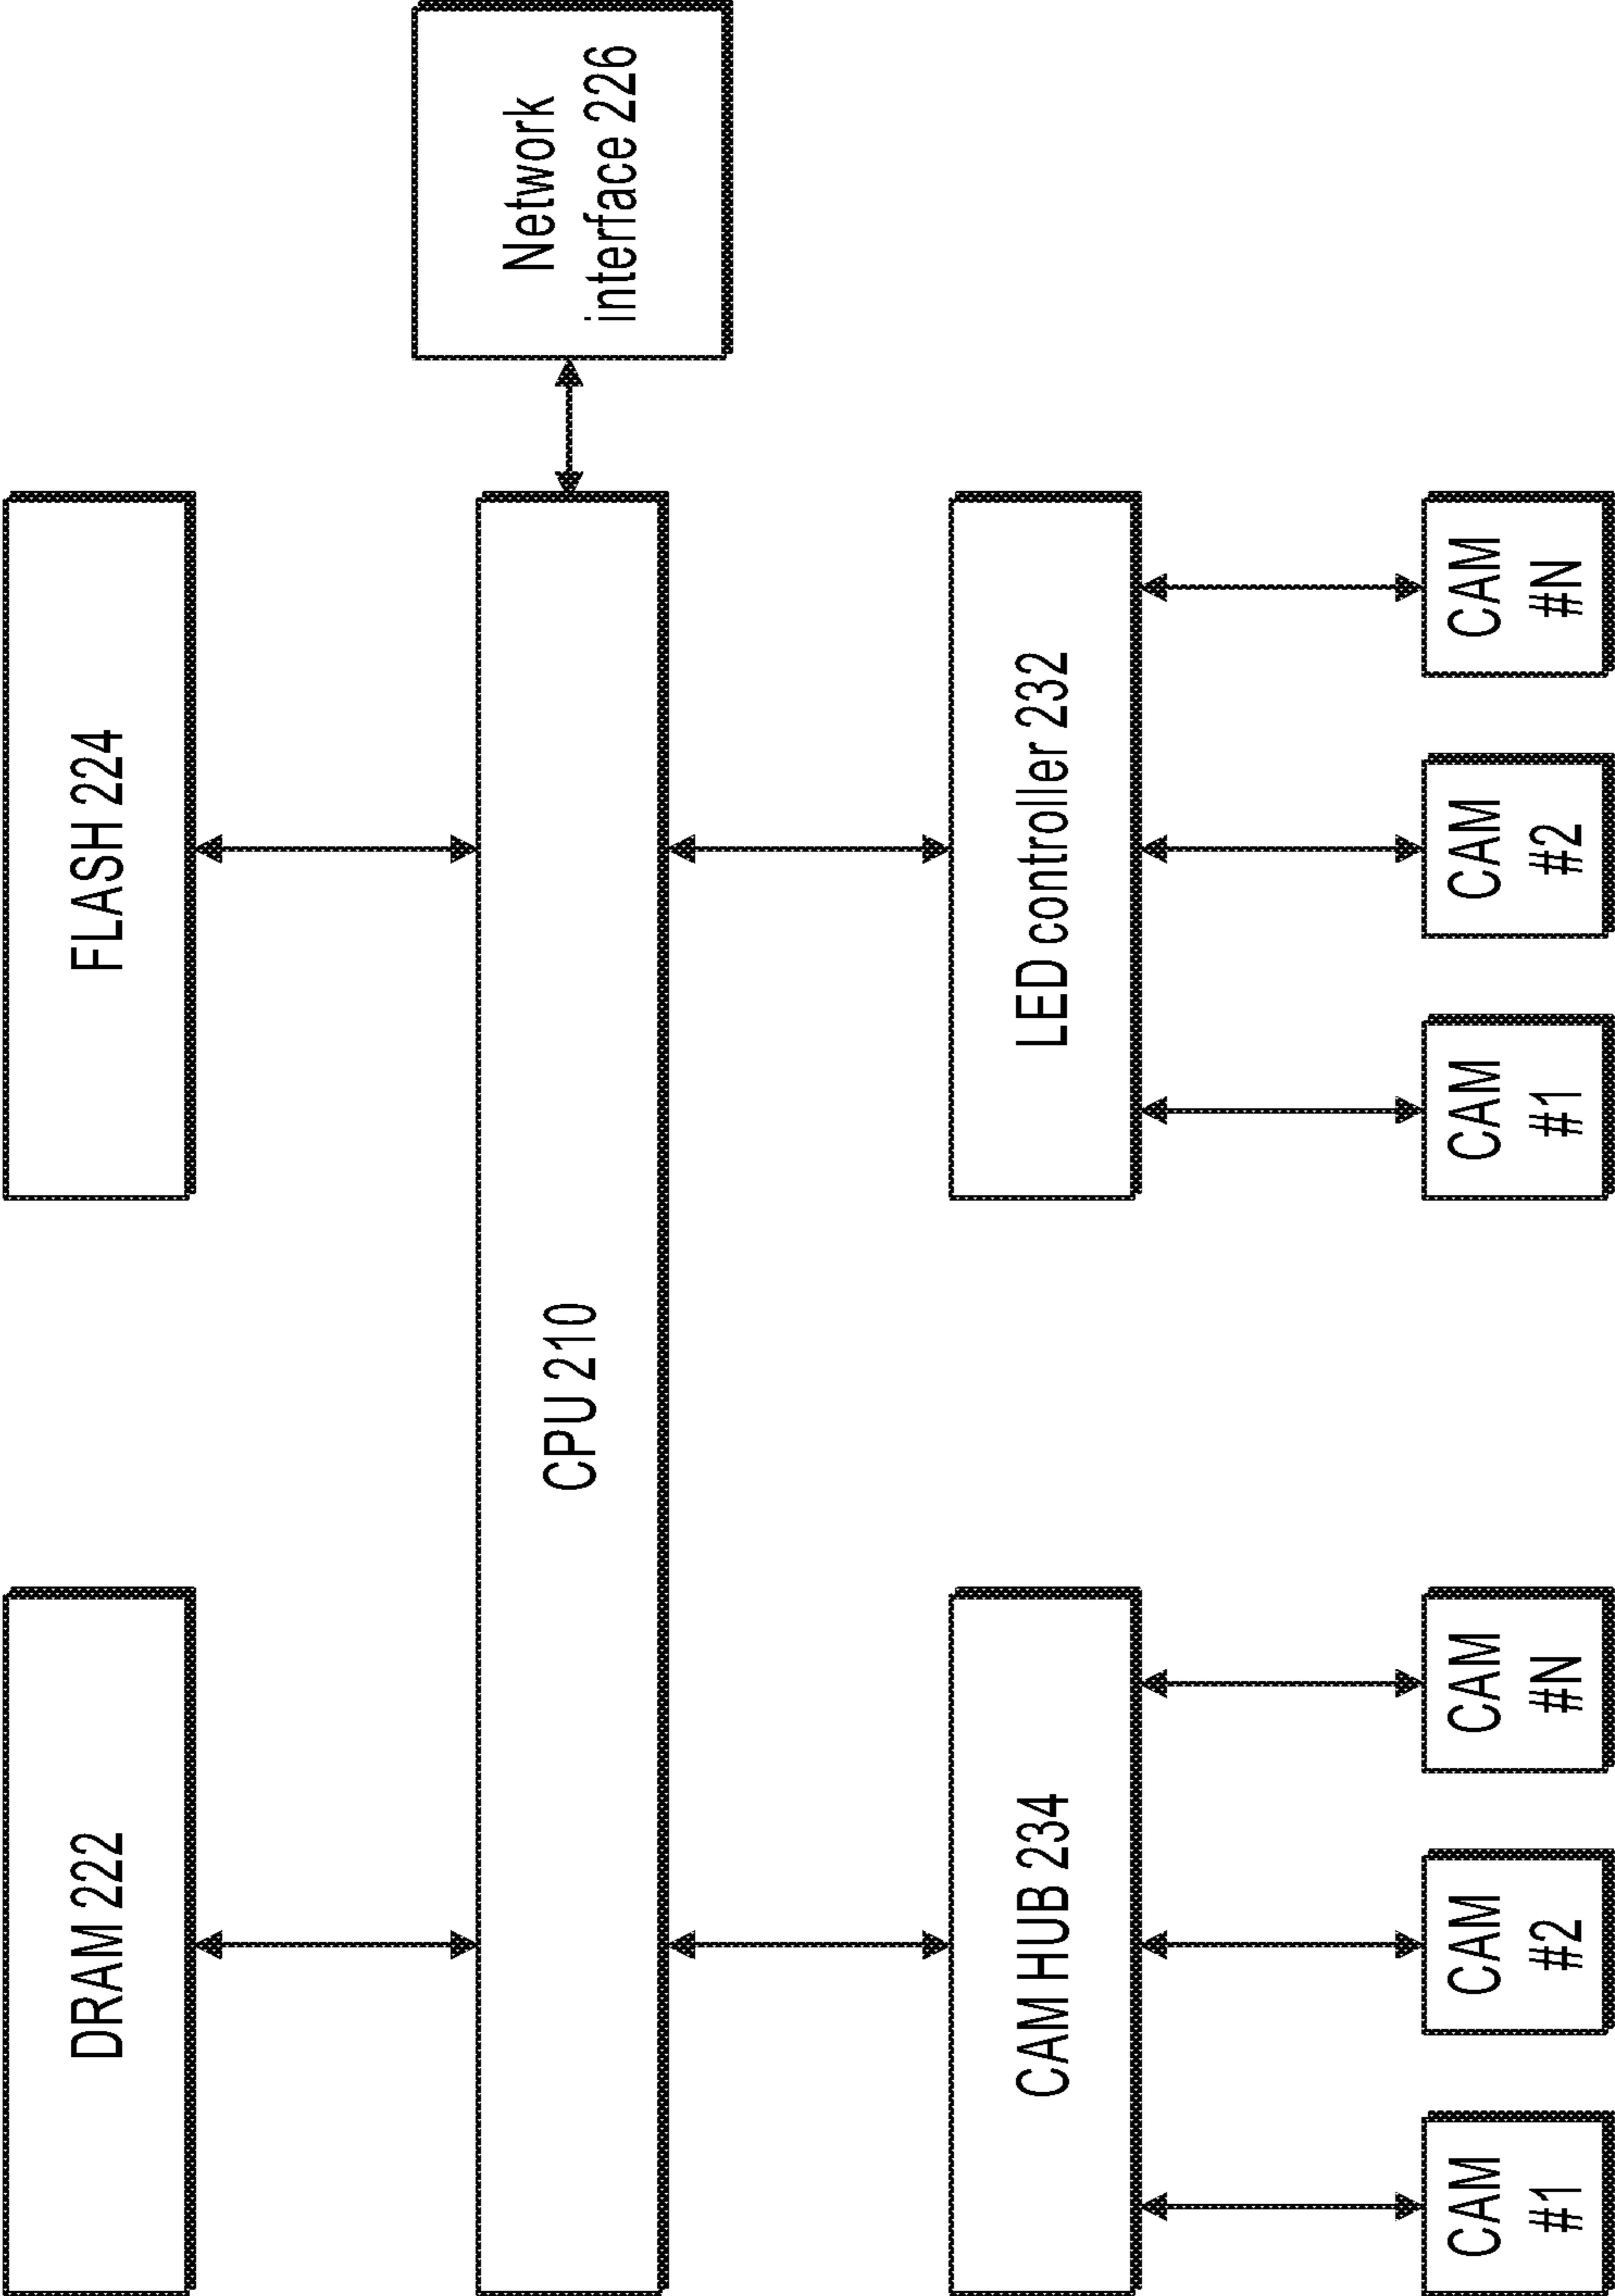 DRAM 222
FLASH 224
CPU 210
Network
interface 226
CAM HUB 234
LED controller 232
CAM
#1
CAM
#2
CAM
#N
CAM
#1
CAM
#2
CAM
#N